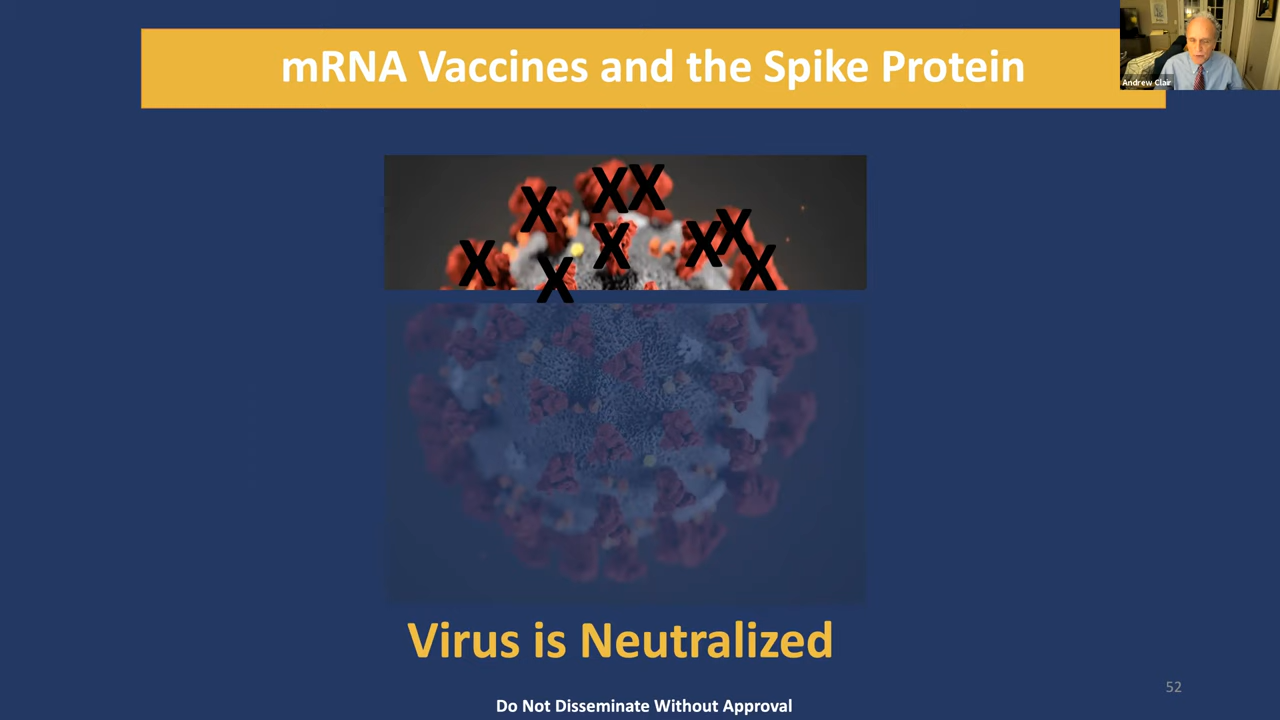 mRNA Vaccines and the Spike Protein
Andrew Clair
X
X
X
X
X
X
X
X
X
Virus is Neutralized
52
Do Not Disseminate Without Approval